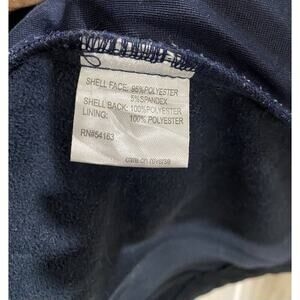 SHELL FACE: 95%POLYESTER
5%SPANDEX
SHELL BACK: 100%POLYESTER
LINING: 100% POLYESTER
RN#54163
care on reverse